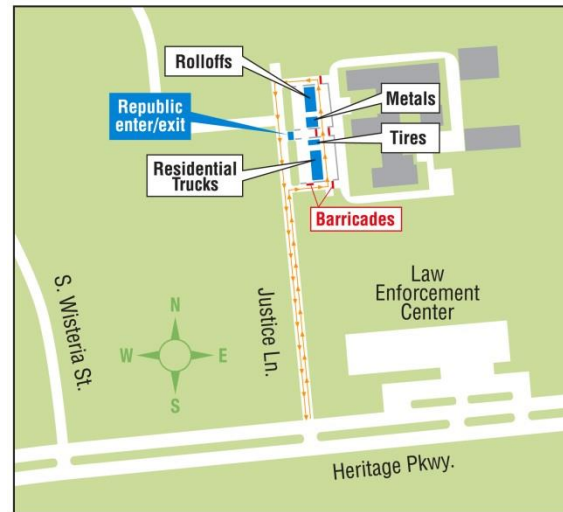 Rolloffs
Metals
Republic
enter/exit
Tires
Residential
Trucks
Barricades
S. Wisteria St.
Justice Ln.
Law
Enforcement
Center
N
W
E
S
Heritage Pkwy.